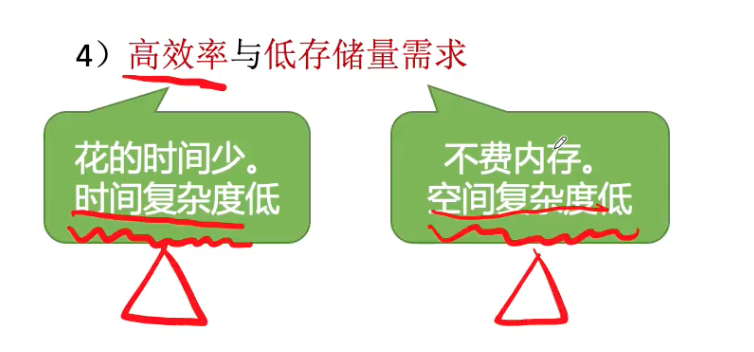 4）高效率与低存储量需求
花的时间少。
时间复杂度低
不费内存。
空间复杂度低